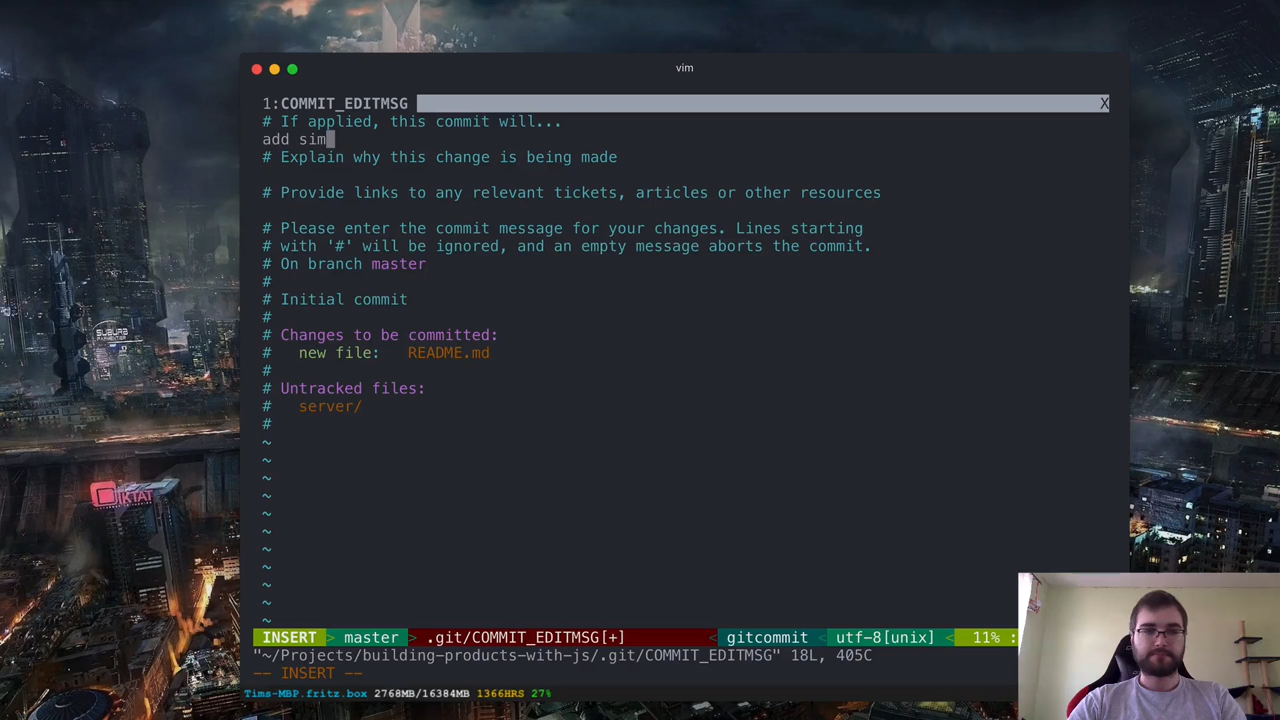 vim
1:COMMIT_EDITMSG X
# If applied, this commit will...
add sim
# Explain why this change is being made
# Provide links to any relevant tickets, articles or other resources
# Please enter the commit message for your changes. Lines starting
# with '#' will be ignored, and an empty message aborts the commit.
# On branch master
#
# Initial commit
#
# Changes to be committed:
#   new file:   README.md
#
# Untracked files:
#   server/
#
~
~
~
~
~
~
~
~
~
~
~
INSERT > master > .git/COMMIT_EDITMSG[+] < gitcommit < utf-8[unix] < 11% :
"~/Projects/building-products-with-js/.git/COMMIT_EDITMSG" 18L, 405C
-- INSERT --
Tims-MBP.fritz.box 2768MB/16384MB 1366HRS 27%
SUBURB
IKTAT